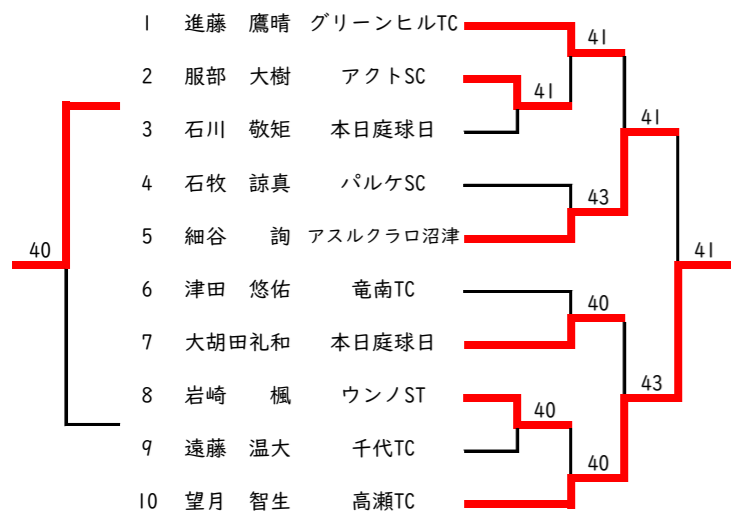 1 進藤 鷹晴 グリーンヒルTC
41
2 服部 大樹 アクトSC
41
3 石川 敬矩 本日庭球日
41
4 石牧 諒真 パルケSC
43
5 細谷 詢 アスルクラロ沼津
40
41
6 津田 悠佑 竜南TC
40
7 大胡田礼和 本日庭球日
43
8 岩崎 楓 ウンノST
40
9 遠藤 温大 千代TC
40
10 望月 智生 高瀬TC